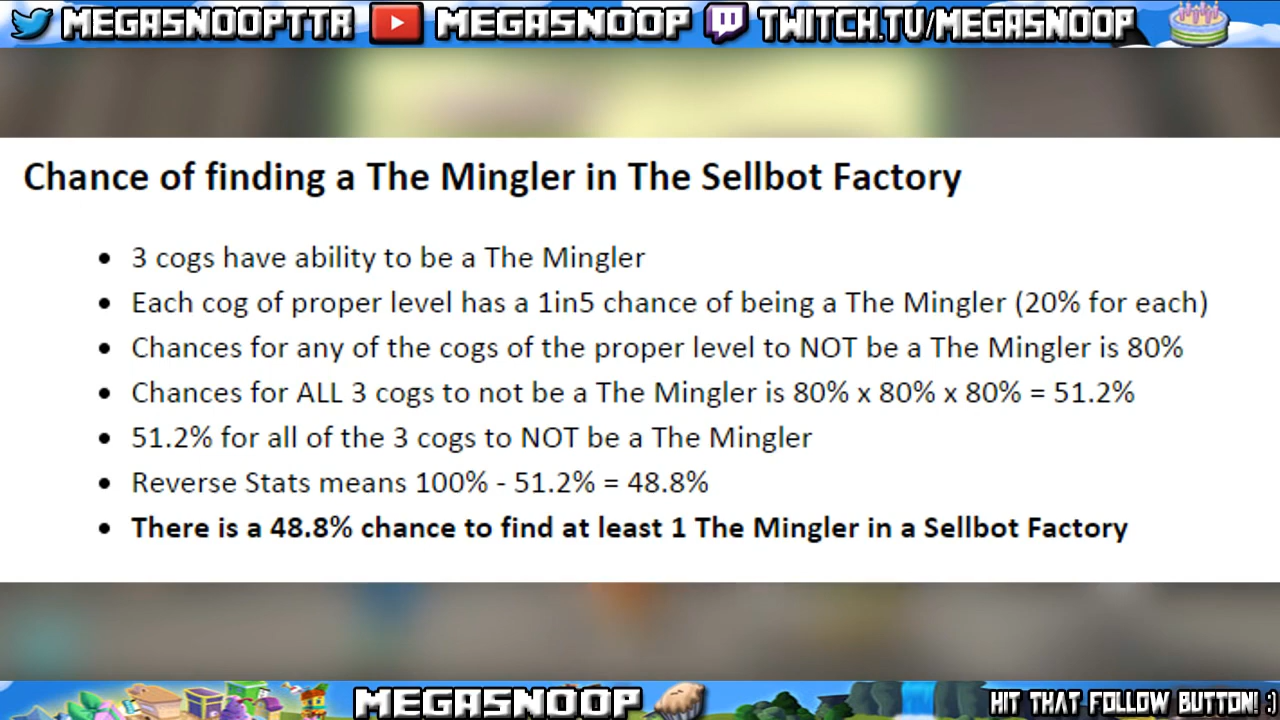 MEGASNOOPTTR MEGASNOOP TWITCH.TV/MEGASNOOP
Chance of finding a The Mingler in The Sellbot Factory
• 3 cogs have ability to be a The Mingler
• Each cog of proper level has a 1in5 chance of being a The Mingler (20% for each)
• Chances for any of the cogs of the proper level to NOT be a The Mingler is 80%
• Chances for ALL 3 cogs to not be a The Mingler is 80% x 80% x 80% = 51.2%
• 51.2% for all of the 3 cogs to NOT be a The Mingler
• Reverse Stats means 100% - 51.2% = 48.8%
• There is a 48.8% chance to find at least 1 The Mingler in a Sellbot Factory
MEGASNOOP HIT THAT FOLLOW BUTTON! :)